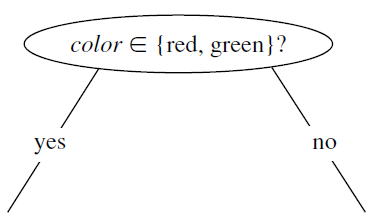 color ∈ {red, green}?
yes
no